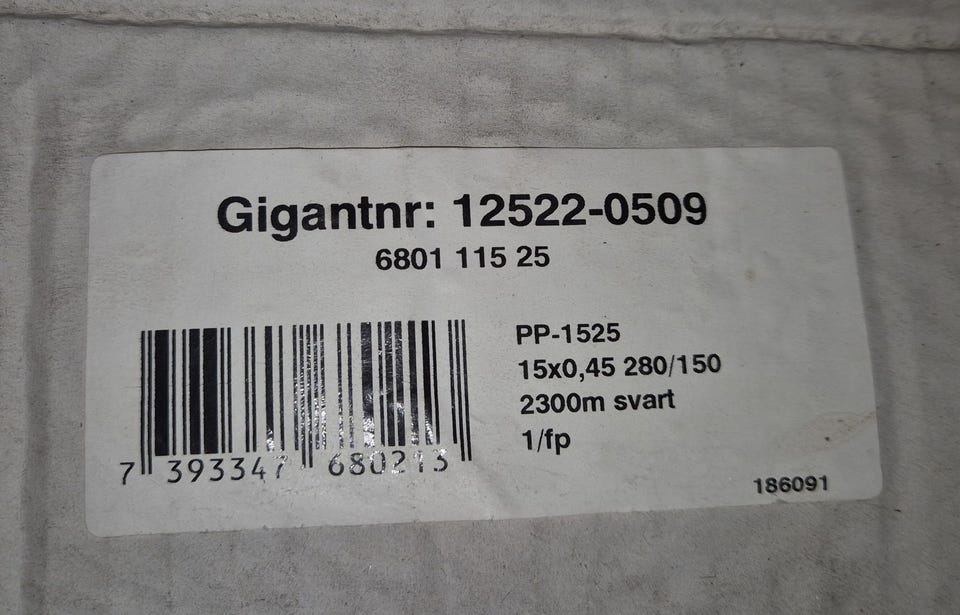 Gigantnr: 12522-0509
6801 115 25
PP-1525
15x0,45 280/150
2300m svart
1/fp
7 393347 680213
186091